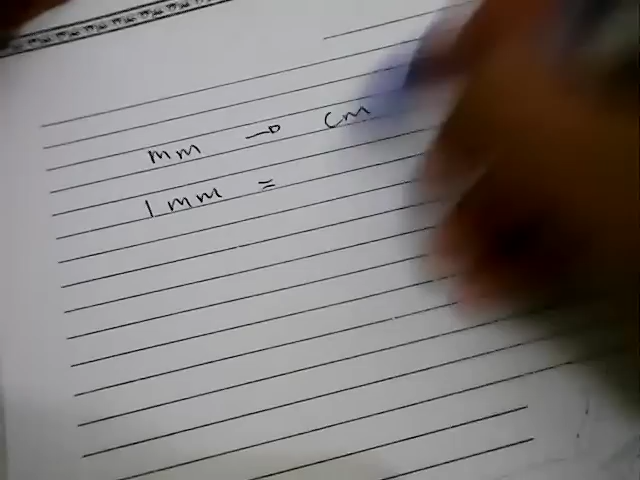 mm → cm
1 mm =